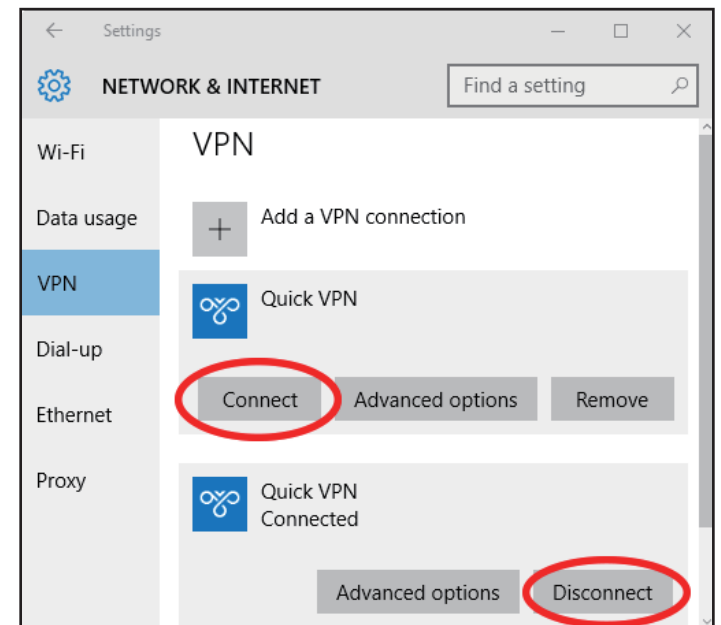 Settings
NETWORK & INTERNET
Find a setting
Wi-Fi
Data usage
VPN
Dial-up
Ethernet
Proxy
VPN
Add a VPN connection
Quick VPN
Connect Advanced options Remove
Quick VPN
Connected
Advanced options Disconnect